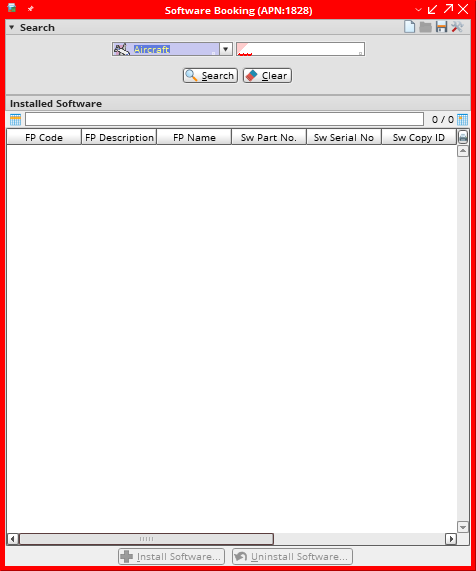 Software Booking (APN:1828)
Search
Aircraft
Search Clear
Installed Software
0 / 0
FP Code FP Description FP Name Sw Part No. Sw Serial No Sw Copy ID
Install Software... Uninstall Software...